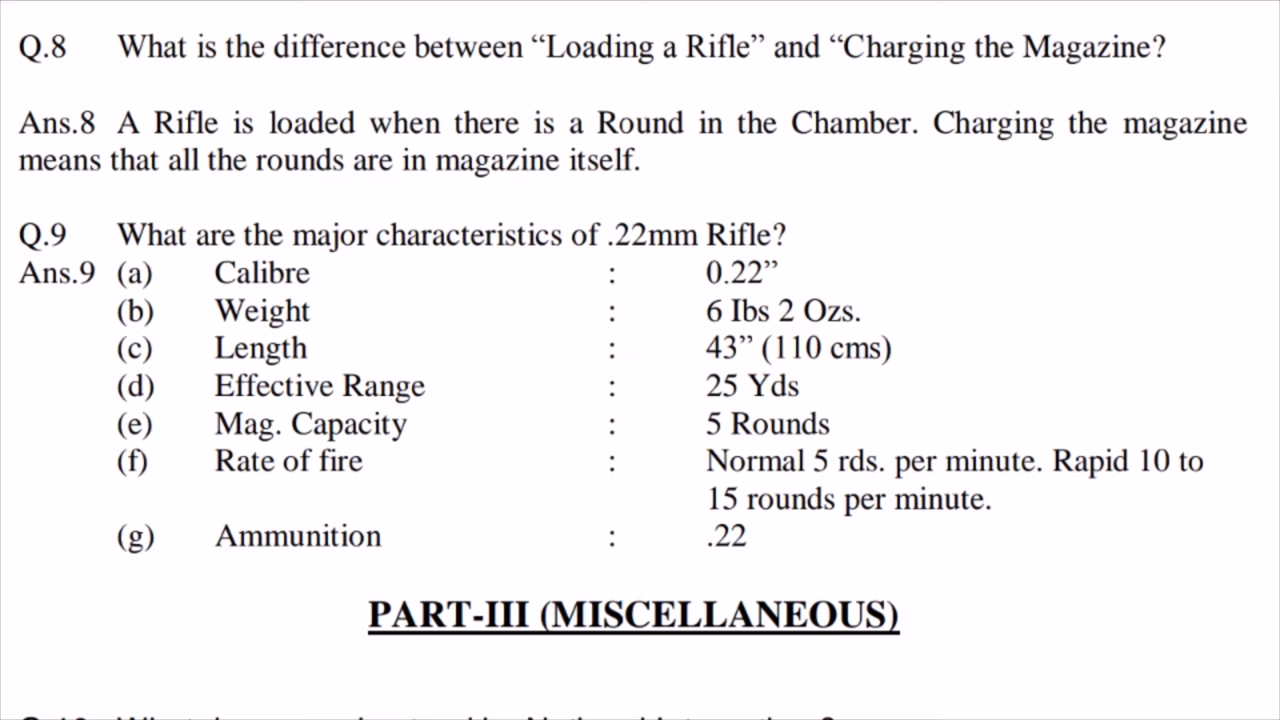 Q.8 What is the difference between “Loading a Rifle” and “Charging the Magazine?
Ans.8 A Rifle is loaded when there is a Round in the Chamber. Charging the magazine
means that all the rounds are in magazine itself.
Q.9 What are the major characteristics of .22mm Rifle?
Ans.9 (a) Calibre : 0.22”
(b) Weight : 6 Ibs 2 Ozs.
(c) Length : 43” (110 cms)
(d) Effective Range : 25 Yds
(e) Mag. Capacity : 5 Rounds
(f) Rate of fire : Normal 5 rds. per minute. Rapid 10 to
15 rounds per minute.
(g) Ammunition : .22
PART-III (MISCELLANEOUS)